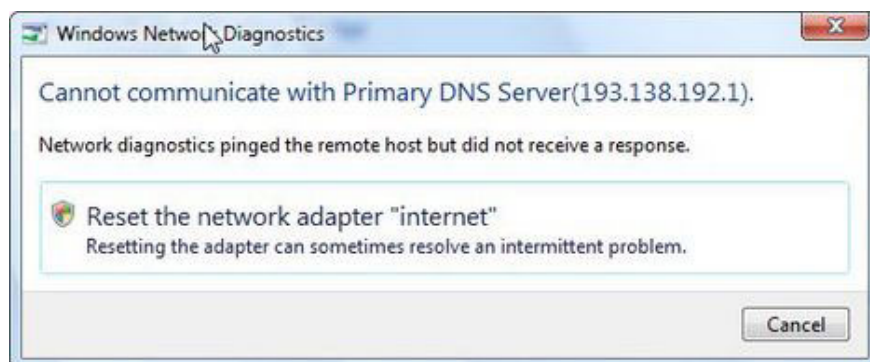 Windows Network Diagnostics
Cannot communicate with Primary DNS Server(193.138.192.1).
Network diagnostics pinged the remote host but did not receive a response.
Reset the network adapter "internet"
Resetting the adapter can sometimes resolve an intermittent problem.
Cancel